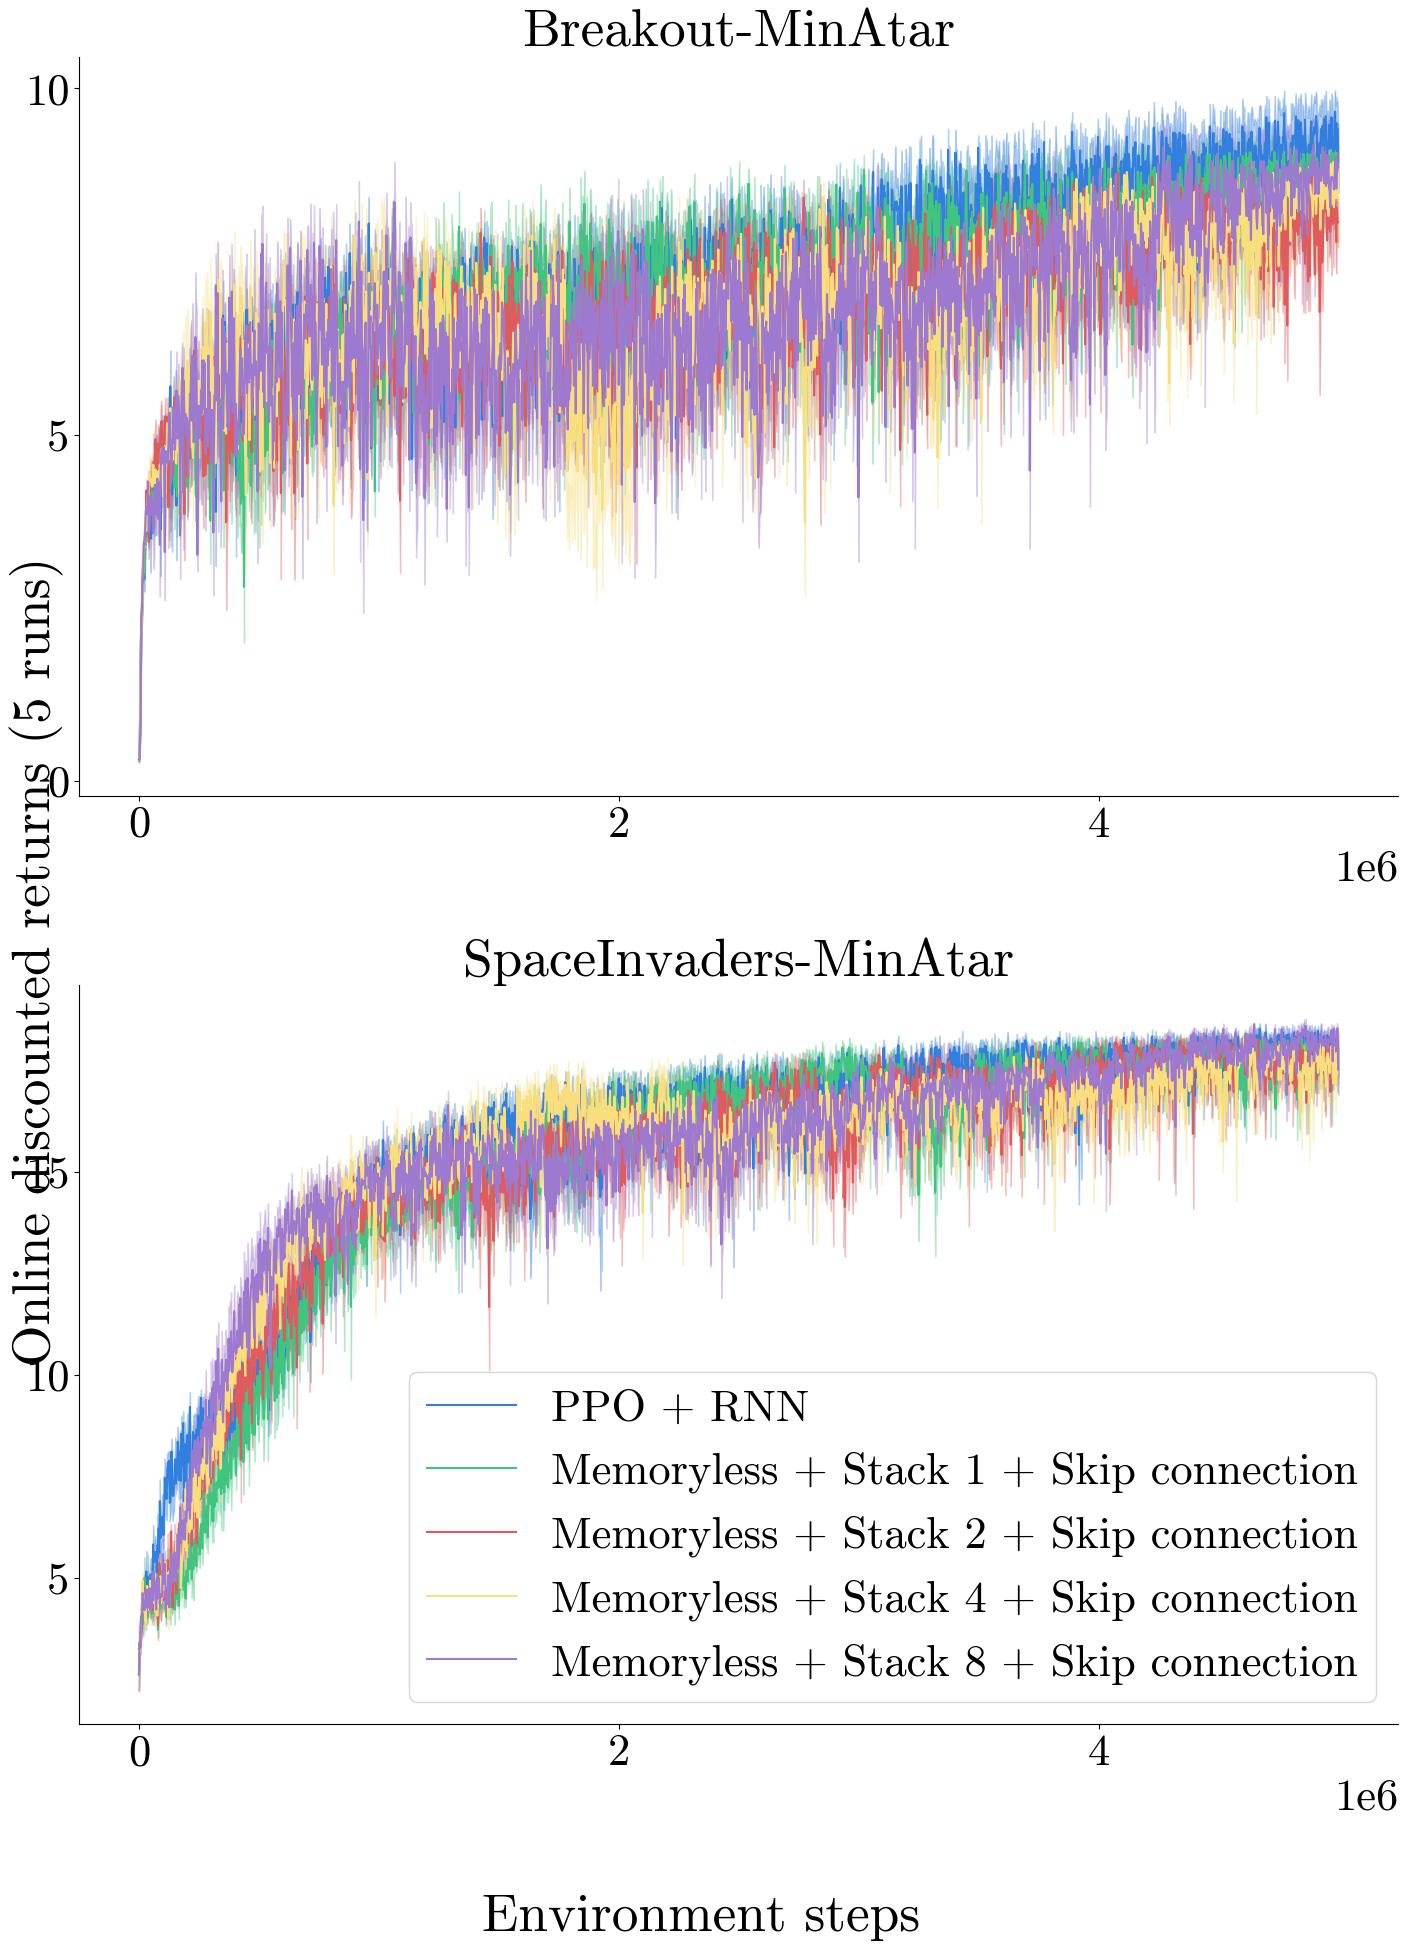 Breakout-MinAtar
10
5
0
0 2 4
1e6
Online discounted returns (5 runs)
SpaceInvaders-MinAtar
15
10
5
PPO + RNN
Memoryless + Stack 1 + Skip connection
Memoryless + Stack 2 + Skip connection
Memoryless + Stack 4 + Skip connection
Memoryless + Stack 8 + Skip connection
0 2 4
1e6
Environment steps